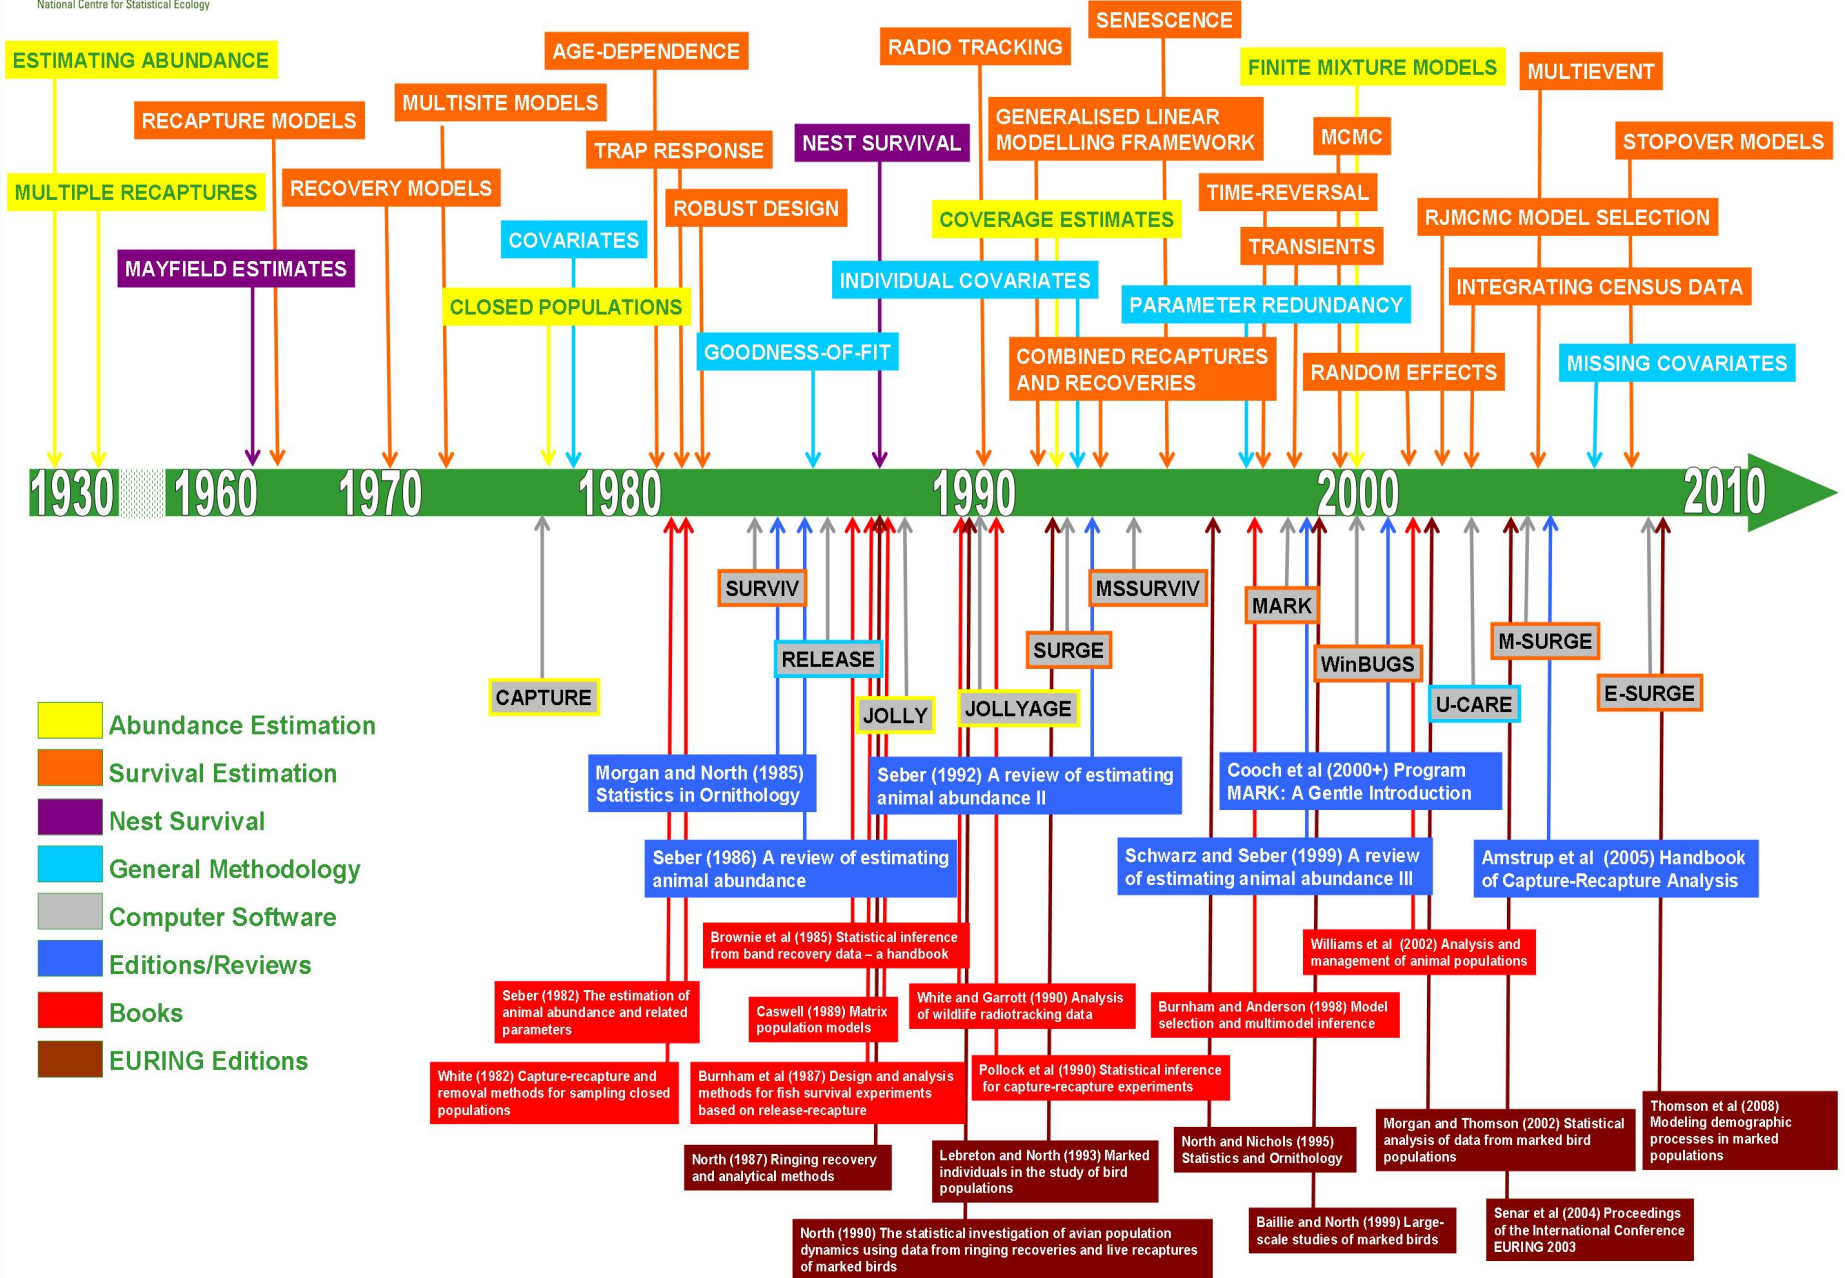 National Centre for Statistical Ecology
SENESCENCE
ESTIMATING ABUNDANCE
AGE-DEPENDENCE
RADIO TRACKING
FINITE MIXTURE MODELS
MULTIEVENT
RECAPTURE MODELS
MULTISITE MODELS
GENERALISED LINEAR
MODELLING FRAMEWORK
MCMC
STOPOVER MODELS
TRAP RESPONSE
NEST SURVIVAL
MULTIPLE RECAPTURES
RECOVERY MODELS
ROBUST DESIGN
COVERAGE ESTIMATES
TIME-REVERSAL
RJMCMC MODEL SELECTION
MAYFIELD ESTIMATES
COVARIATES
TRANSIENTS
INDIVIDUAL COVARIATES
INTEGRATING CENSUS DATA
CLOSED POPULATIONS
PARAMETER REDUNDANCY
GOODNESS-OF-FIT
COMBINED RECAPTURES
AND RECOVERIES
RANDOM EFFECTS
MISSING COVARIATES
1930 1960 1970 1980 1990 2000 2010
SURVIV
MSSURVIV
MARK
RELEASE
SURGE
WinBUGS
M-SURGE
CAPTURE
JOLLY
JOLLYAGE
U-CARE
E-SURGE
Abundance Estimation
Survival Estimation
Nest Survival
General Methodology
Computer Software
Editions/Reviews
Books
EURING Editions
Morgan and North (1985)
Statistics in Ornithology
Seber (1992) A review of estimating
animal abundance II
Cooch et al (2000+) Program
MARK: A Gentle Introduction
Seber (1986) A review of estimating
animal abundance
Schwarz and Seber (1999) A review
of estimating animal abundance III
Amstrup et al (2005) Handbook
of Capture-Recapture Analysis
Brownie et al (1985) Statistical inference
from band recovery data – a handbook
Williams et al (2002) Analysis and
management of animal populations
Seber (1982) The estimation of
animal abundance and related
parameters
Caswell (1989) Matrix
population models
White and Garrott (1990) Analysis
of wildlife radiotracking data
Burnham and Anderson (1998) Model
selection and multimodel inference
White (1982) Capture-recapture and
removal methods for sampling closed
populations
Burnham et al (1987) Design and analysis
methods for fish survival experiments
based on release-recapture
Pollock et al (1990) Statistical inference
for capture-recapture experiments
North (1987) Ringing recovery
and analytical methods
Lebreton and North (1993) Marked
individuals in the study of bird
populations
North and Nichols (1995)
Statistics and Ornithology
Morgan and Thomson (2002) Statistical
analysis of data from marked bird
populations
Thomson et al (2008)
Modeling demographic
processes in marked
populations
North (1990) The statistical investigation of avian population
dynamics using data from ringing recoveries and live recaptures
of marked birds
Baillie and North (1999) Large-
scale studies of marked birds
Senar et al (2004) Proceedings
of the International Conference
EURING 2003